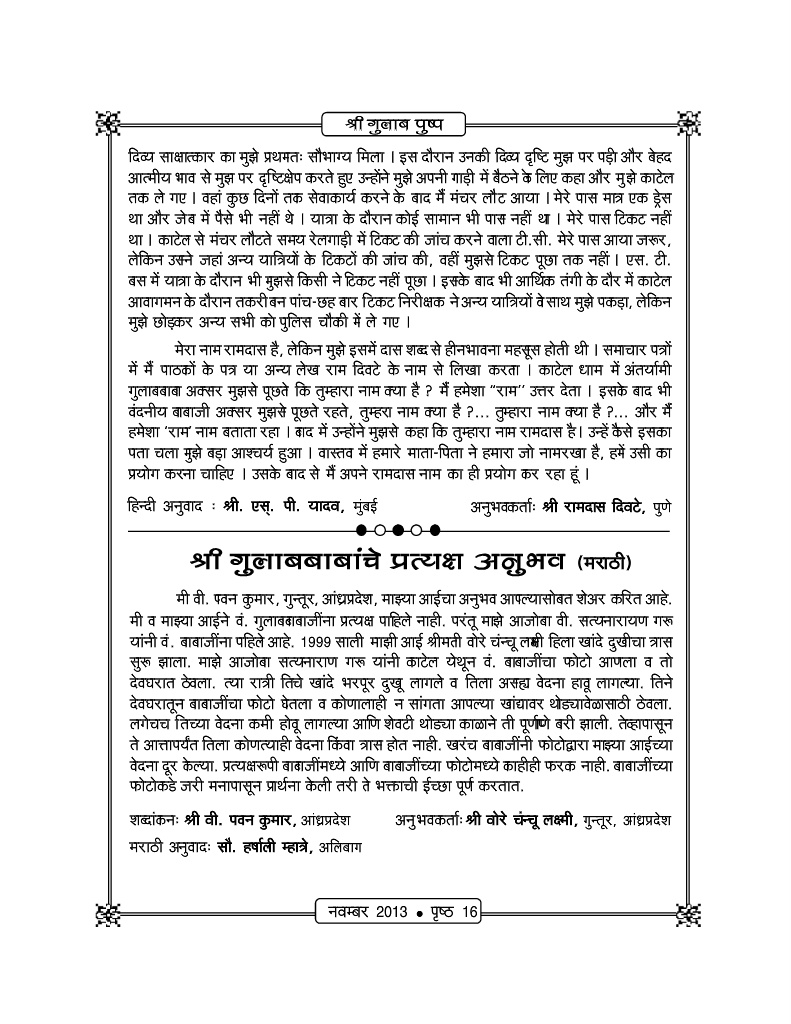 श्री गुलाब पुष्प
दिव्य साक्षात्कार का मुझे प्रथमतः सौभाग्य मिला । इस दौरान उनकी दिव्य दृष्टि मुझ पर पड़ी और बेहद
आत्मीय भाव से मुझ पर दृष्टिक्षेप करते हुए उन्होंने मुझे अपनी गाड़ी में बैठने के लिए कहा और मुझे काटेल
तक ले गए । वहां कुछ दिनों तक सेवाकार्य करने के बाद मैं मंचर लौट आया । मेरे पास मात्र एक ड्रेस
था और जेब में पैसे भी नहीं थे । यात्रा के दौरान कोई सामान भी पास नहीं था । मेरे पास टिकट नहीं
था । काटेल से मंचर लौटते समय रेलगाड़ी में टिकट की जांच करने वाला टी.सी. मेरे पास आया जरूर,
लेकिन उसने जहां अन्य यात्रियों के टिकटों की जांच की, वहीं मुझसे टिकट पूछा तक नहीं । एस. टी.
बस में यात्रा के दौरान भी मुझसे किसी ने टिकट नहीं पूछा । इसके बाद भी आर्थिक तंगी के दौर में काटेल
आवागमन के दौरान तकरीबन पांच-छह बार टिकट निरीक्षक ने अन्य यात्रियों के साथ मुझे पकड़ा, लेकिन
मुझे छोड़कर अन्य सभी को पुलिस चौकी में ले गए ।
मेरा नाम रामदास है, लेकिन मुझे इसमें दास शब्द से हीनभावना महसूस होती थी । समाचार पत्रों
में मैं पाठकों के पत्र या अन्य लेख राम दिवटे के नाम से लिखा करता । काटेल धाम में अंतर्यामी
गुलाबबाबा अक्सर मुझसे पूछते कि तुम्हारा नाम क्या है ? मैं हमेशा "राम'' उत्तर देता । इसके बाद भी
वंदनीय बाबाजी अक्सर मुझसे पूछते रहते, तुम्हरा नाम क्या है ?... तुम्हारा नाम क्या है ?... और मैं
हमेशा 'राम' नाम बताता रहा । बाद में उन्होंने मुझसे कहा कि तुम्हारा नाम रामदास है । उन्हें कैसे इसका
पता चला मुझे बड़ा आश्चर्य हुआ । वास्तव में हमारे माता-पिता ने हमारा जो नामरखा है, हमें उसी का
प्रयोग करना चाहिए । उसके बाद से मैं अपने रामदास नाम का ही प्रयोग कर रहा हूं ।
हिन्दी अनुवाद : श्री. एस्. पी. यादव, मुंबई अनुभवकर्ताः श्री रामदास दिवटे, पुणे
श्री गुलाबबाबांचे प्रत्यक्ष अनुभव (मराठी)
मी वी. पवन कुमार, गुन्तूर, आंध्रप्रदेश, माझ्या आईचा अनुभव आपल्यासोबत शेअर करित आहे.
मी व माझ्या आईने वं. गुलाबबाबाजींना प्रत्यक्ष पाहिले नाही. परंतू माझे आजोबा वी. सत्यनारायण गरू
यांनी वं. बाबाजींना पहिले आहे. 1999 साली माझी आई श्रीमती वोरे चंन्चू लक्ष्मी हिला खांदे दुखीचा त्रास
सुरू झाला. माझे आजोबा सत्यनाराण गरू यांनी काटेल येथून वं. बाबाजींचा फोटो आणला व तो
देवघरात ठेवला. त्या रात्री तिचे खांदे भरपूर दुखू लागले व तिला असह्य वेदना हावू लागल्या. तिने
देवघरातून बाबाजींचा फोटो घेतला व कोणालाही न सांगता आपल्या खांद्यावर थोड्यावेळासाठी ठेवला.
लगेचच तिच्या वेदना कमी होवू लागल्या आणि शेवटी थोड्या काळाने ती पूर्णपणे बरी झाली. तेव्हापासून
ते आत्तापर्यंत तिला कोणत्याही वेदना किंवा त्रास होत नाही. खरंच बाबाजींनी फोटोद्वारा माझ्या आईच्या
वेदना दूर केल्या. प्रत्यक्षरूपी बाबाजींमध्ये आणि बाबाजींच्या फोटोमध्ये काहीही फरक नाही. बाबाजींच्या
फोटोकडे जरी मनापासून प्रार्थना केली तरी ते भक्ताची ईच्छा पूर्ण करतात.
शब्दांकनः श्री वी. पवन कुमार, आंध्रप्रदेश अनुभवकर्ताः श्री वोरे चंन्चू लक्ष्मी, गुन्तूर, आंध्रप्रदेश
मराठी अनुवादः सौ. हर्षाली म्हात्रे, अलिबाग
नवम्बर 2013 ● पृष्ठ 16